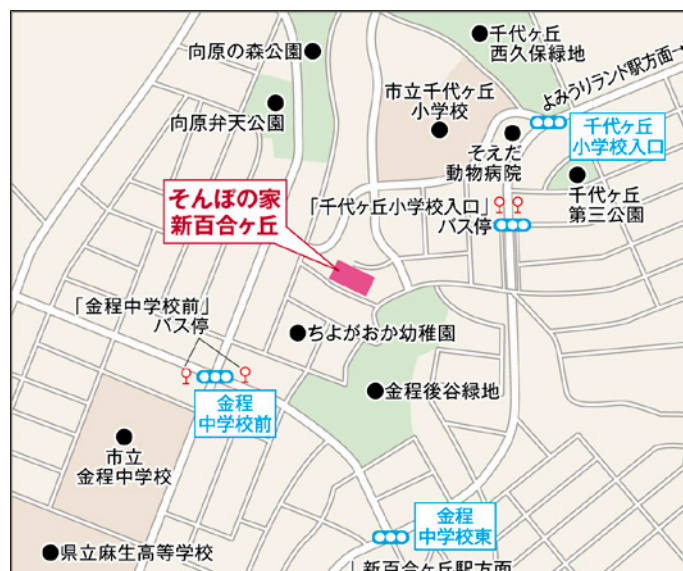 向原の森公園
千代ヶ丘
西久保緑地
よみうりランド駅方面→
向原弁天公園
市立千代ヶ丘
小学校
千代ヶ丘
小学校入口
そえだ
動物病院
そんぽの家
新百合ヶ丘
「千代ヶ丘小学校入口」
バス停
千代ヶ丘
第三公園
「金程中学校前」
バス停
ちよがおか幼稚園
金程後谷緑地
金程
中学校前
市立
金程中学校
金程
中学校東
県立麻生高等学校
新百合ヶ丘駅方面